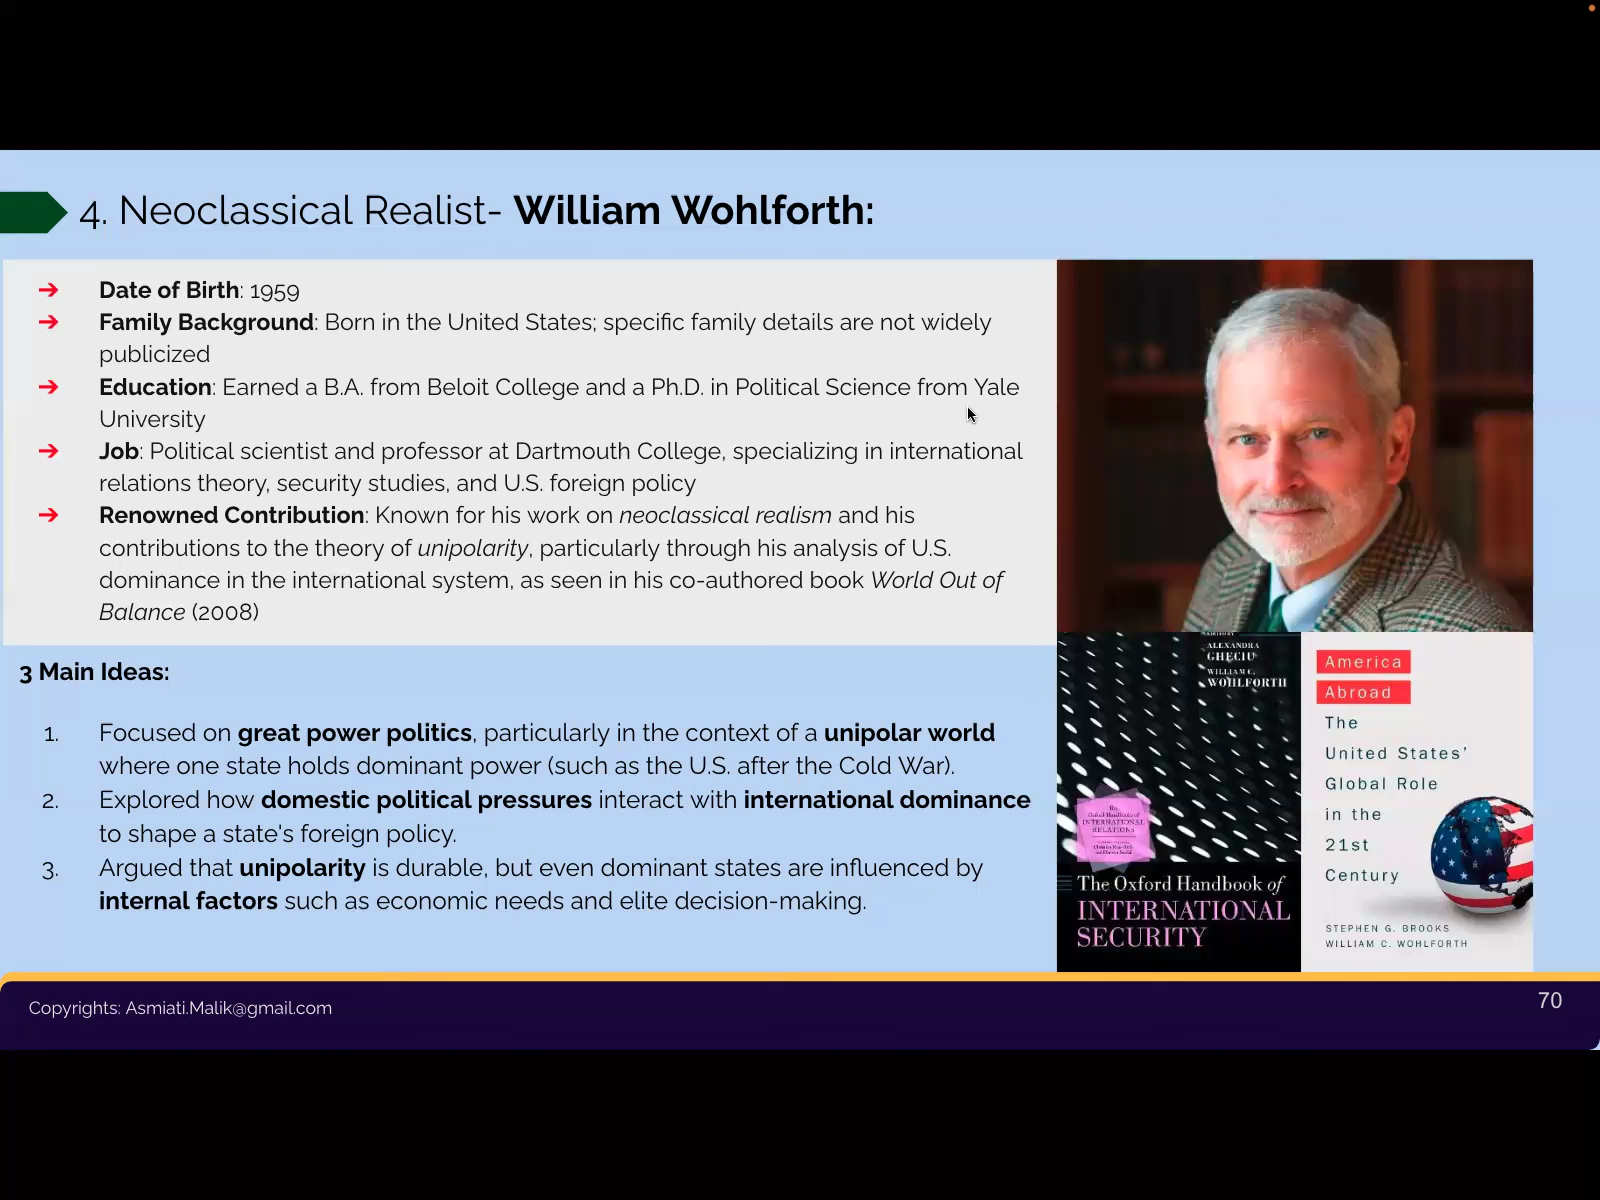 4. Neoclassical Realist- William Wohlforth:
➔ Date of Birth: 1959
➔ Family Background: Born in the United States; specific family details are not widely
publicized
➔ Education: Earned a B.A. from Beloit College and a Ph.D. in Political Science from Yale
University
➔ Job: Political scientist and professor at Dartmouth College, specializing in international
relations theory, security studies, and U.S. foreign policy
➔ Renowned Contribution: Known for his work on neoclassical realism and his
contributions to the theory of unipolarity, particularly through his analysis of U.S.
dominance in the international system, as seen in his co-authored book World Out of
Balance (2008)
3 Main Ideas:
1. Focused on great power politics, particularly in the context of a unipolar world
where one state holds dominant power (such as the U.S. after the Cold War).
2. Explored how domestic political pressures interact with international dominance
to shape a state's foreign policy.
3. Argued that unipolarity is durable, but even dominant states are influenced by
internal factors such as economic needs and elite decision-making.
ALEXANDRA
GHECIU
WILLIAM C.
WOHLFORTH
The
Oxford Handbook of
INTERNATIONAL
RELATIONS
The Oxford Handbook of
INTERNATIONAL
SECURITY
America
Abroad
The
United States'
Global Role
in the
21st
Century
STEPHEN G. BROOKS
WILLIAM C. WOHLFORTH
Copyrights: Asmiati.Malik@gmail.com
70